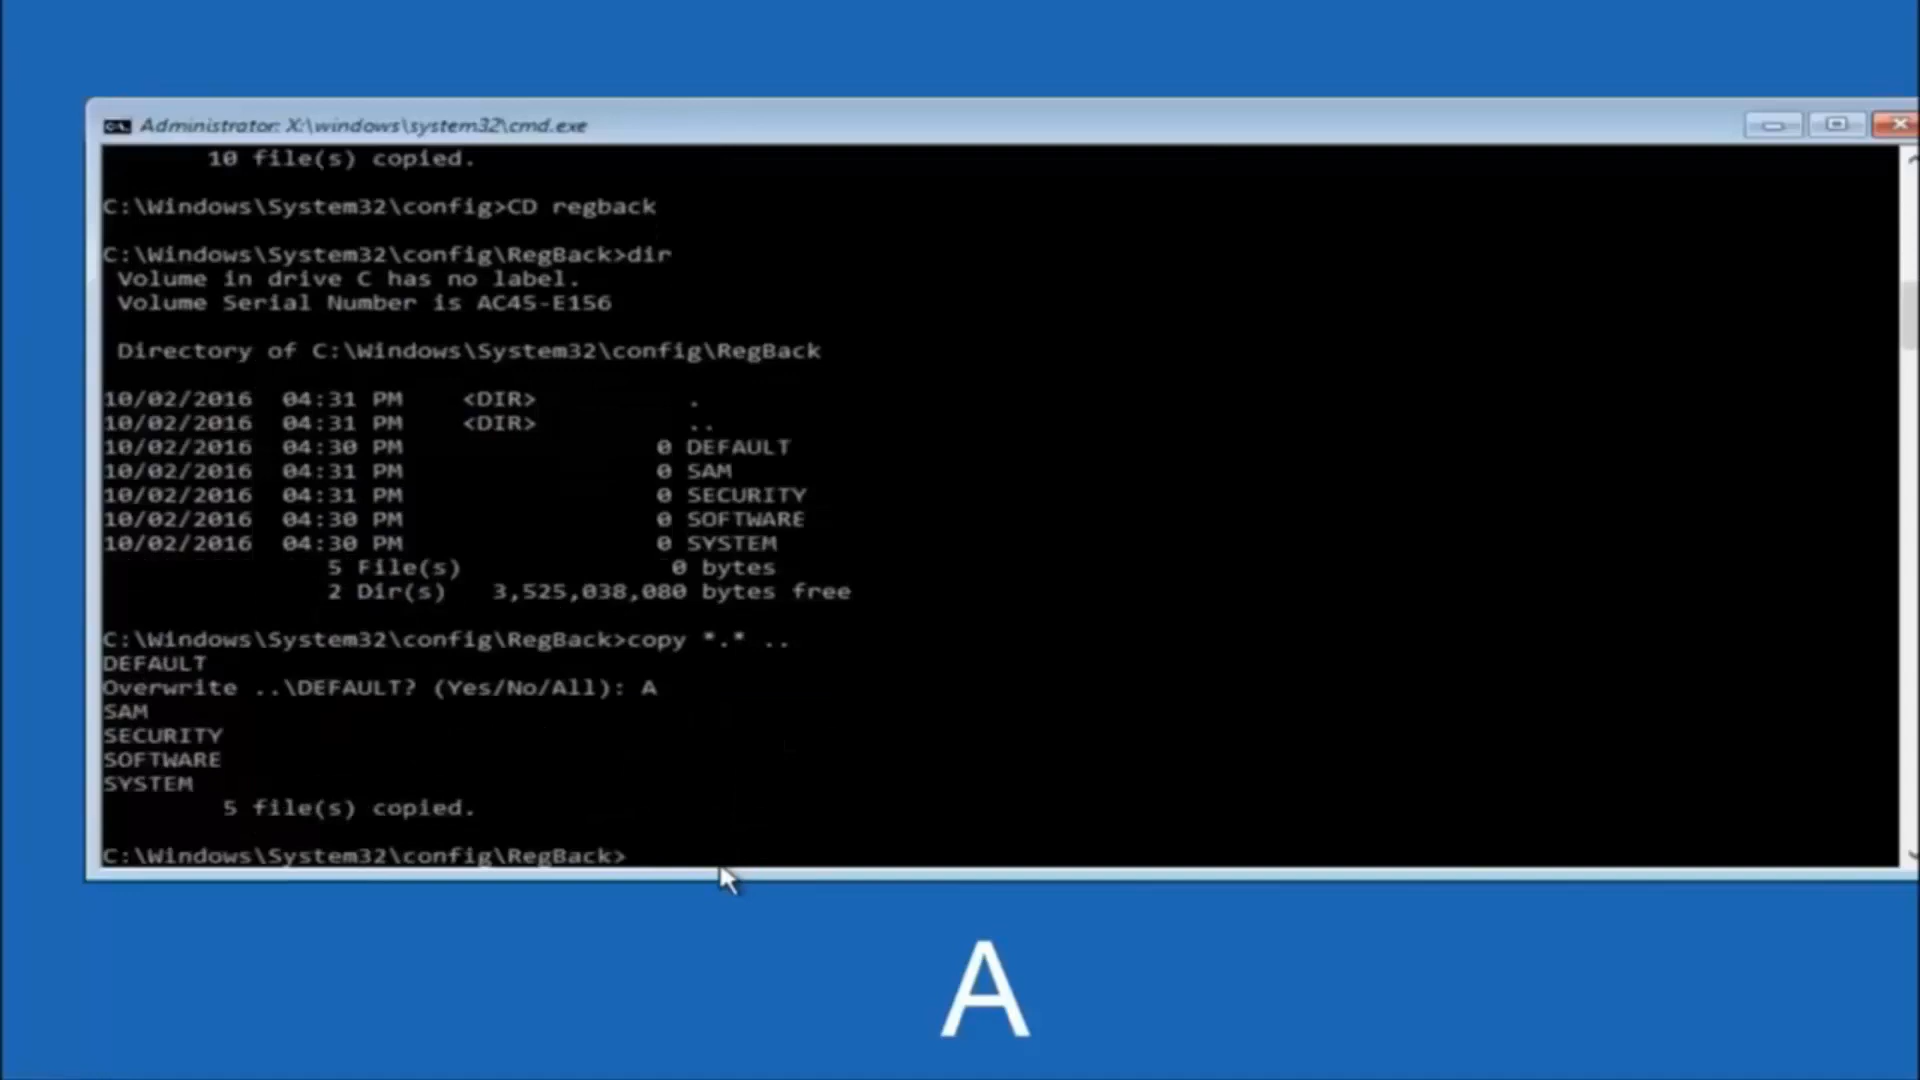 Administrator: X:\windows\system32\cmd.exe
10 file(s) copied.
C:\Windows\System32\config>CD regback
C:\Windows\System32\config\RegBack>dir
Volume in drive C has no label.
Volume Serial Number is AC45-E156
Directory of C:\Windows\System32\config\RegBack
10/02/2016  04:31 PM    <DIR>          .
10/02/2016  04:31 PM    <DIR>          ..
10/02/2016  04:30 PM                 0 DEFAULT
10/02/2016  04:31 PM                 0 SAM
10/02/2016  04:31 PM                 0 SECURITY
10/02/2016  04:30 PM                 0 SOFTWARE
10/02/2016  04:30 PM                 0 SYSTEM
5 File(s)              0 bytes
2 Dir(s)   3,525,038,080 bytes free
C:\Windows\System32\config\RegBack>copy *.* ..
DEFAULT
Overwrite ..\DEFAULT? (Yes/No/All): A
SAM
SECURITY
SOFTWARE
SYSTEM
5 file(s) copied.
C:\Windows\System32\config\RegBack>
A